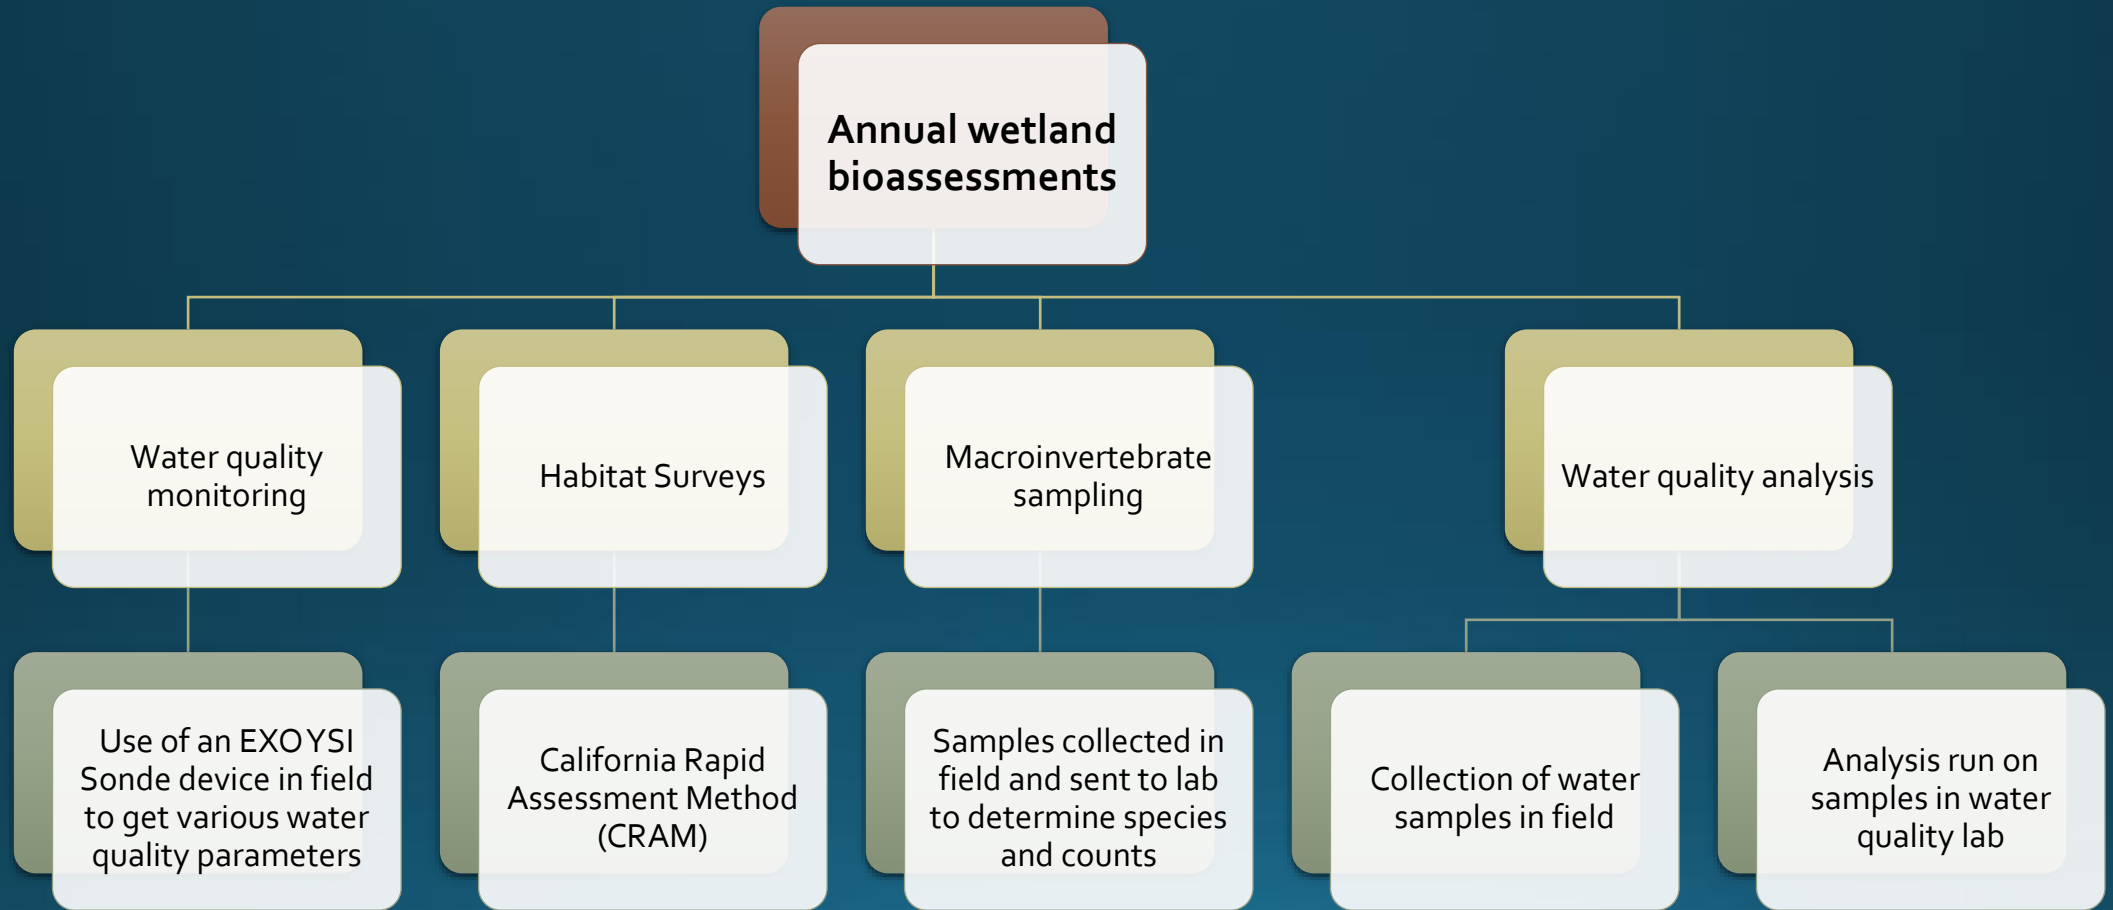 Annual wetland
bioassessments
Water quality
monitoring
Habitat Surveys
Macroinvertebrate
sampling
Water quality analysis
Use of an EXO YSI
Sonde device in field
to get various water
quality parameters
California Rapid
Assessment Method
(CRAM)
Samples collected in
field and sent to lab
to determine species
and counts
Collection of water
samples in field
Analysis run on
samples in water
quality lab